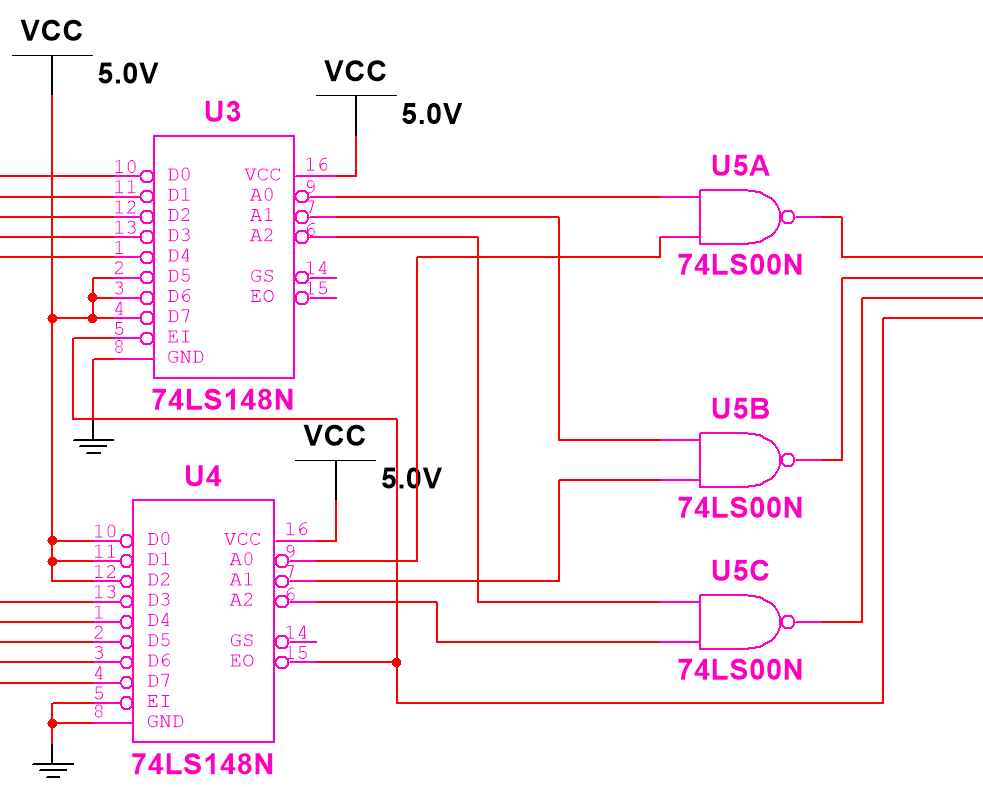 VCC
5.0V
VCC
5.0V
U3
10 D0 VCC 16
11 D1 A0 9
12 D2 A1 7
13 D3 A2 6
1 D4
2 D5 GS 14
3 D6 EO 15
4 D7
5 EI
8 GND
74LS148N
U5A
74LS00N
VCC
5.0V
U4
10 D0 VCC 16
11 D1 A0 9
12 D2 A1 7
13 D3 A2 6
1 D4
2 D5 GS 14
3 D6 EO 15
4 D7
5 EI
8 GND
74LS148N
U5B
74LS00N
U5C
74LS00N